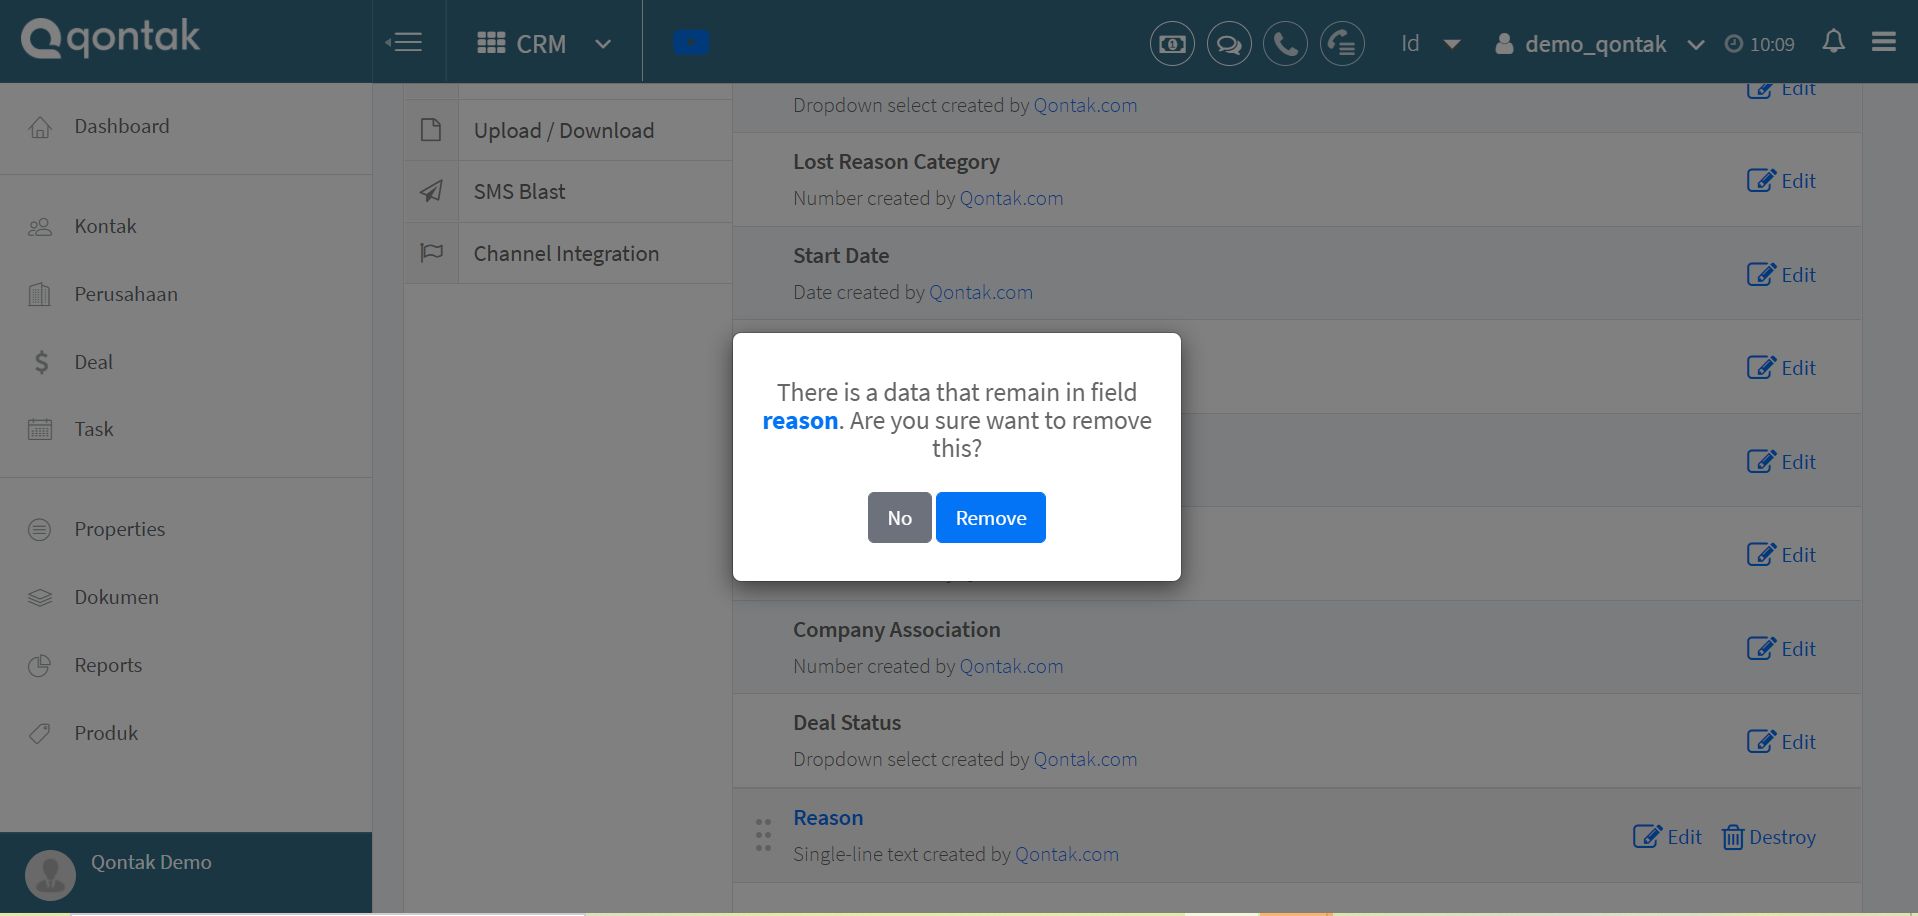 qontak
CRM
Id
demo_qontak
10:09
Dashboard
Kontak
Perusahaan
Deal
Task
Properties
Dokumen
Reports
Produk
Qontak Demo
Upload / Download
SMS Blast
Channel Integration
Dropdown select created by Qontak.com
Edit
Lost Reason Category
Number created by Qontak.com
Edit
Start Date
Date created by Qontak.com
Edit
Edit
Edit
Edit
There is a data that remain in field
reason. Are you sure want to remove
this?
No
Remove
Company Association
Number created by Qontak.com
Edit
Deal Status
Dropdown select created by Qontak.com
Edit
Reason
Single-line text created by Qontak.com
Edit
Destroy